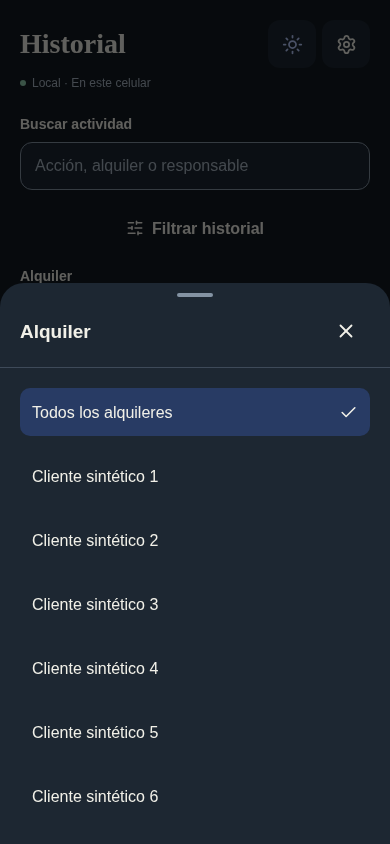 Historial
Local · En este celular
Buscar actividad
Acción, alquiler o responsable
Filtrar historial
Alquiler
Alquiler
Todos los alquileres
Cliente sintético 1
Cliente sintético 2
Cliente sintético 3
Cliente sintético 4
Cliente sintético 5
Cliente sintético 6